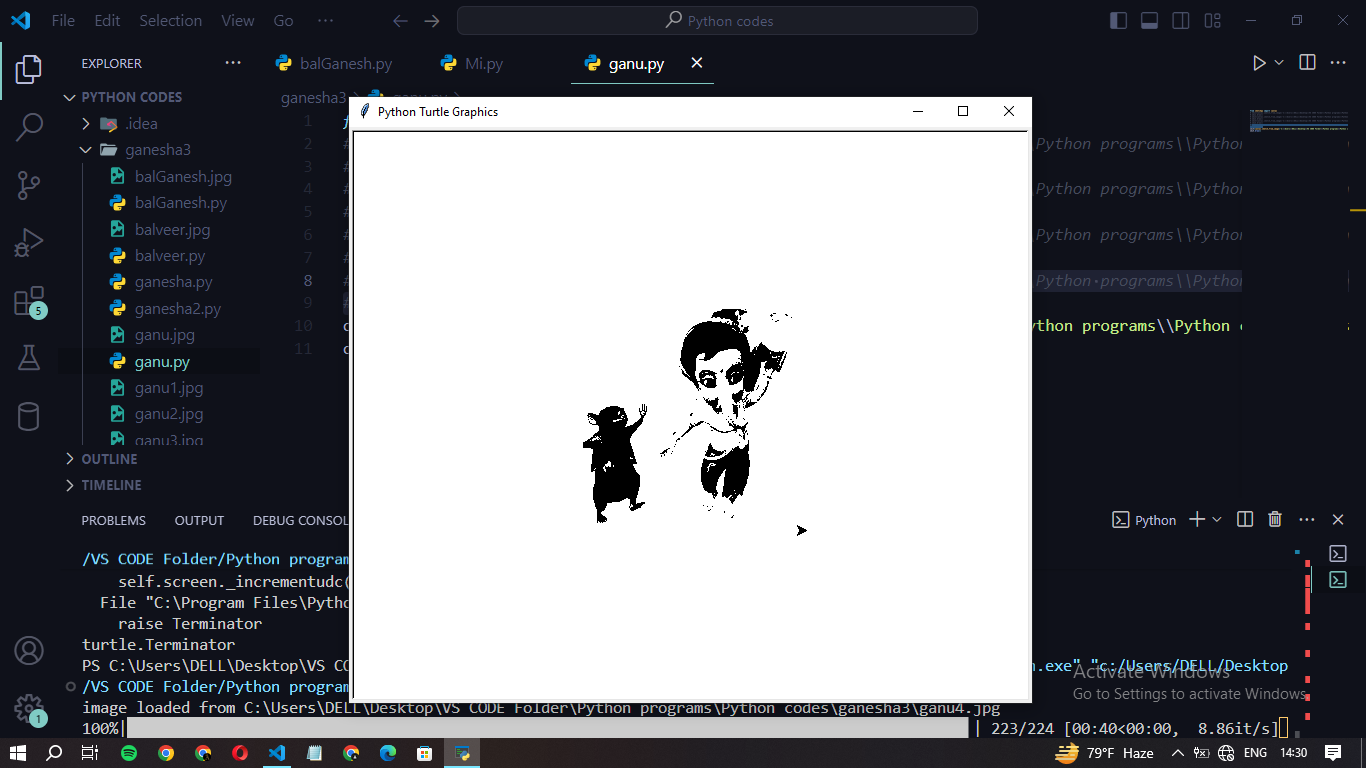 File Edit Selection View Go ··· Python codes
EXPLORER ··· balGanesh.py Mi.py ganu.py
PYTHON CODES
ganesha3
Python Turtle Graphics
.idea
ganesha3
balGanesh.jpg
balGanesh.py
balveer.jpg
balveer.py
ganesha.py
ganesha2.py
ganu.jpg
ganu.py
ganu1.jpg
ganu2.jpg
ganu3.jpg
OUTLINE
TIMELINE
5
1
1
2 # Python programs\\Python
3 #
4 # Python programs\\Python
5 #
6 # Python programs\\Python
7 #
8 # Python·programs\\Python
9 #
10 c ython programs\\Python c
11 c
PROBLEMS OUTPUT DEBUG CONSOL Python
/VS CODE Folder/Python program
self.screen._incrementudc(
File "C:\Program Files\Pytho
raise Terminator
turtle.Terminator
PS C:\Users\DELL\Desktop\VS CO n.exe" "c:/Users/DELL/Desktop
/VS CODE Folder/Python program
image loaded from C:\Users\DELL\Desktop\VS CODE Folder\Python programs\Python codes\ganesha3\ganu4.jpg
100%| | 223/224 [00:40<00:00, 8.86it/s]
Activate Windows
Go to Settings to activate Windows.
79°F Haze ENG 14:30